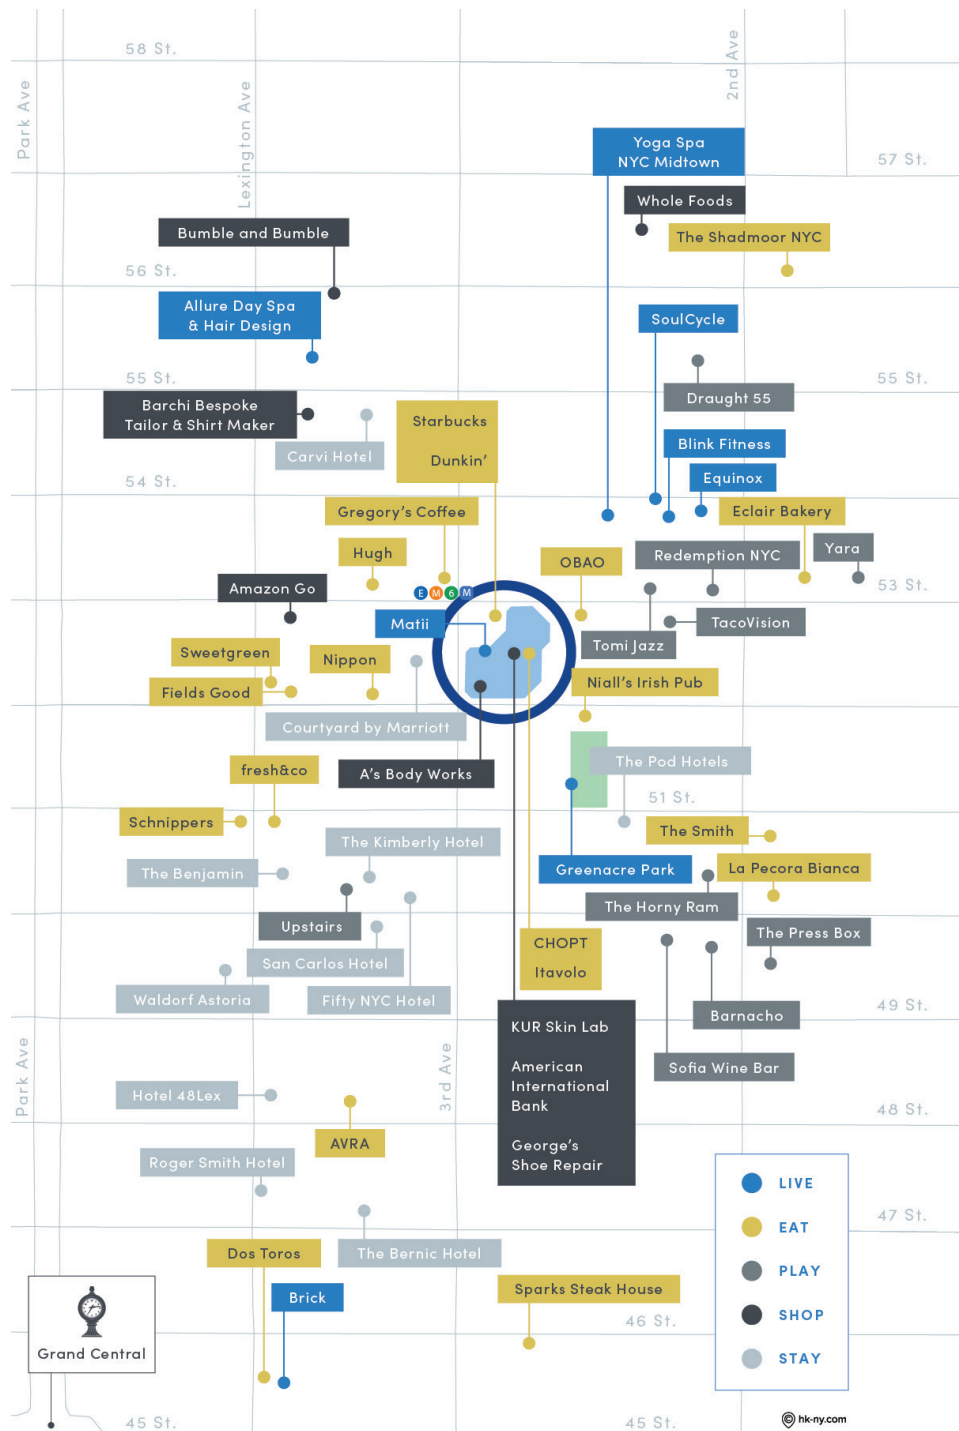 58 St.
2nd Ave
Park Ave
Lexington Ave
Yoga Spa
NYC Midtown
57 St.
Whole Foods
Bumble and Bumble
The Shadmoor NYC
56 St.
Allure Day Spa
& Hair Design
SoulCycle
55 St.
55 St.
Draught 55
Barchi Bespoke
Tailor & Shirt Maker
Starbucks
Dunkin’
Carvi Hotel
Blink Fitness
Equinox
54 St.
Gregory’s Coffee
Eclair Bakery
Hugh
OBAO
Redemption NYC
Yara
Amazon Go
E M 6 M
53 St.
Matii
TacoVision
Tomi Jazz
Sweetgreen
Nippon
Fields Good
Niall’s Irish Pub
Courtyard by Marriott
fresh&co
A’s Body Works
The Pod Hotels
51 St.
Schnippers
The Smith
The Kimberly Hotel
The Benjamin
Greenacre Park
La Pecora Bianca
The Horny Ram
Upstairs
The Press Box
CHOPT
Itavolo
San Carlos Hotel
Waldorf Astoria
Fifty NYC Hotel
49 St.
Barnacho
KUR Skin Lab
American
International
Bank
George’s
Shoe Repair
Park Ave
3rd Ave
Sofia Wine Bar
Hotel 48Lex
48 St.
AVRA
Roger Smith Hotel
LIVE
EAT
PLAY
SHOP
STAY
47 St.
Dos Toros
The Bernic Hotel
Brick
Sparks Steak House
46 St.
Grand Central
45 St.
45 St.
hk-ny.com